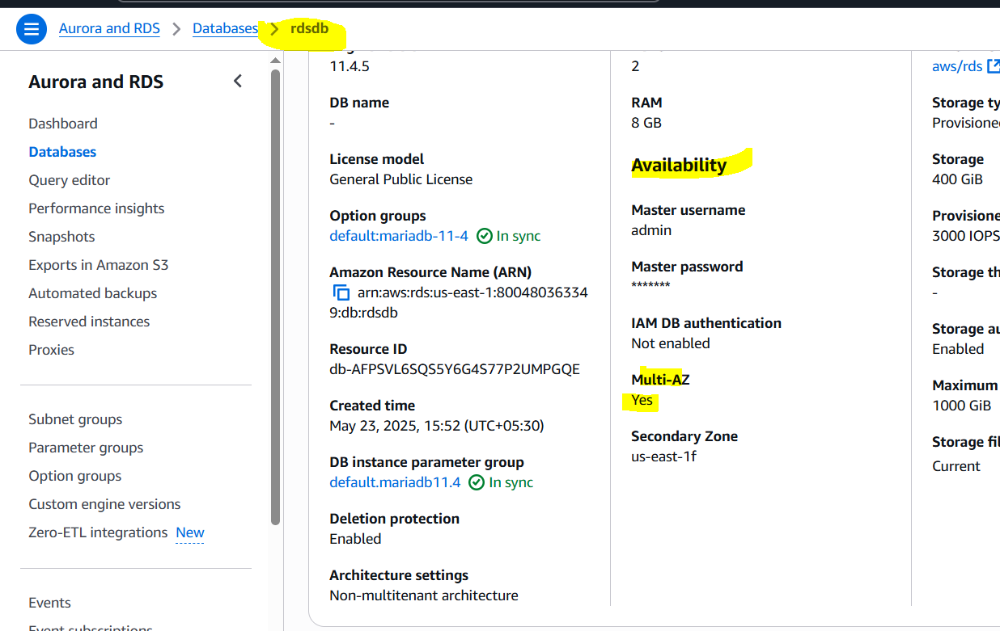 Aurora and RDS > Databases > rdsdb
Aurora and RDS
Dashboard
Databases
Query editor
Performance insights
Snapshots
Exports in Amazon S3
Automated backups
Reserved instances
Proxies
Subnet groups
Parameter groups
Option groups
Custom engine versions
Zero-ETL integrations New
Events
Event subscriptions
11.4.5
DB name
-
License model
General Public License
Option groups
default:mariadb-11-4 In sync
Amazon Resource Name (ARN)
arn:aws:rds:us-east-1:80048036334
9:db:rdsdb
Resource ID
db-AFPSVL6SQS5Y6G4S77P2UMPGQE
Created time
May 23, 2025, 15:52 (UTC+05:30)
DB instance parameter group
default.mariadb11.4 In sync
Deletion protection
Enabled
Architecture settings
Non-multitenant architecture
2
RAM
8 GB
Availability
Master username
admin
Master password
*******
IAM DB authentication
Not enabled
Multi-AZ
Yes
Secondary Zone
us-east-1f
aws/rds
Storage ty
Provisione
Storage
400 GiB
Provisione
3000 IOPS
Storage th
-
Storage au
Enabled
Maximum
1000 GiB
Storage fil
Current